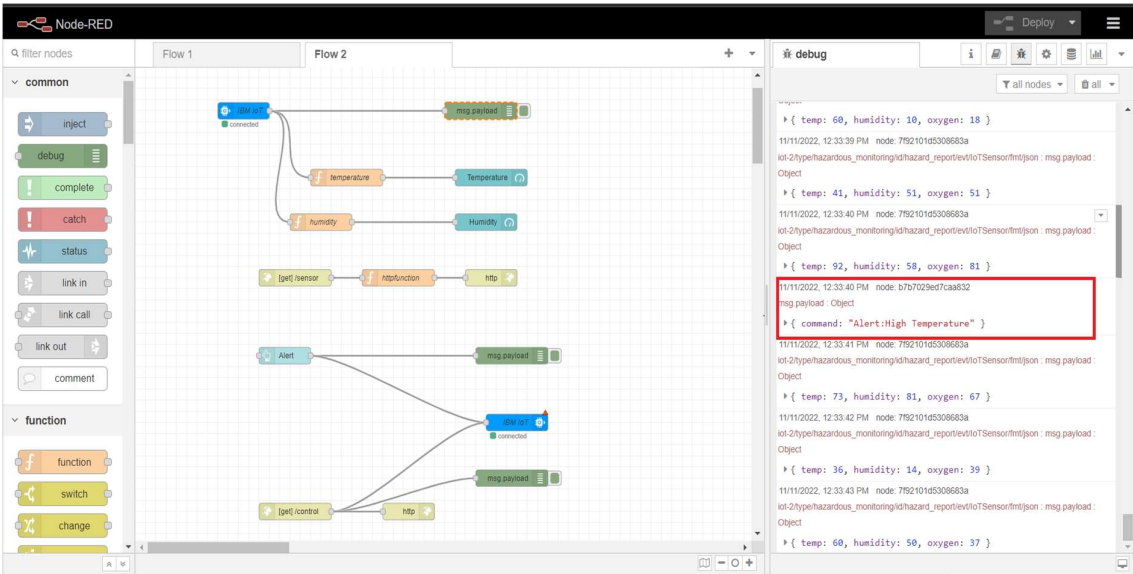 Node-RED
Deploy
filter nodes
Flow 1
Flow 2
debug
i
all nodes
all
common
inject
debug
complete
catch
status
link in
link call
link out
comment
function
function
switch
change
IBM IoT
connected
msg.payload
temperature
Temperature
humidity
Humidity
[get] /sensor
httpfunction
http
Alert
msg.payload
IBM IoT
connected
msg.payload
[get] /control
http
Object
{ temp: 60, humidity: 10, oxygen: 18 }
11/11/2022, 12:33:39 PM node: 7f92101d5308683a
iot-2/type/hazardous_monitoring/id/hazard_report/evt/IoTSensor/fmt/json : msg.payload :
Object
{ temp: 41, humidity: 51, oxygen: 51 }
11/11/2022, 12:33:40 PM node: 7f92101d5308683a
iot-2/type/hazardous_monitoring/id/hazard_report/evt/IoTSensor/fmt/json : msg.payload :
Object
{ temp: 92, humidity: 58, oxygen: 81 }
11/11/2022, 12:33:40 PM node: b7b7029ed7caa832
msg.payload : Object
{ command: "Alert:High Temperature" }
11/11/2022, 12:33:41 PM node: 7f92101d5308683a
iot-2/type/hazardous_monitoring/id/hazard_report/evt/IoTSensor/fmt/json : msg.payload :
Object
{ temp: 73, humidity: 81, oxygen: 67 }
11/11/2022, 12:33:42 PM node: 7f92101d5308683a
iot-2/type/hazardous_monitoring/id/hazard_report/evt/IoTSensor/fmt/json : msg.payload :
Object
{ temp: 36, humidity: 14, oxygen: 39 }
11/11/2022, 12:33:43 PM node: 7f92101d5308683a
iot-2/type/hazardous_monitoring/id/hazard_report/evt/IoTSensor/fmt/json : msg.payload :
Object
{ temp: 60, humidity: 50, oxygen: 37 }